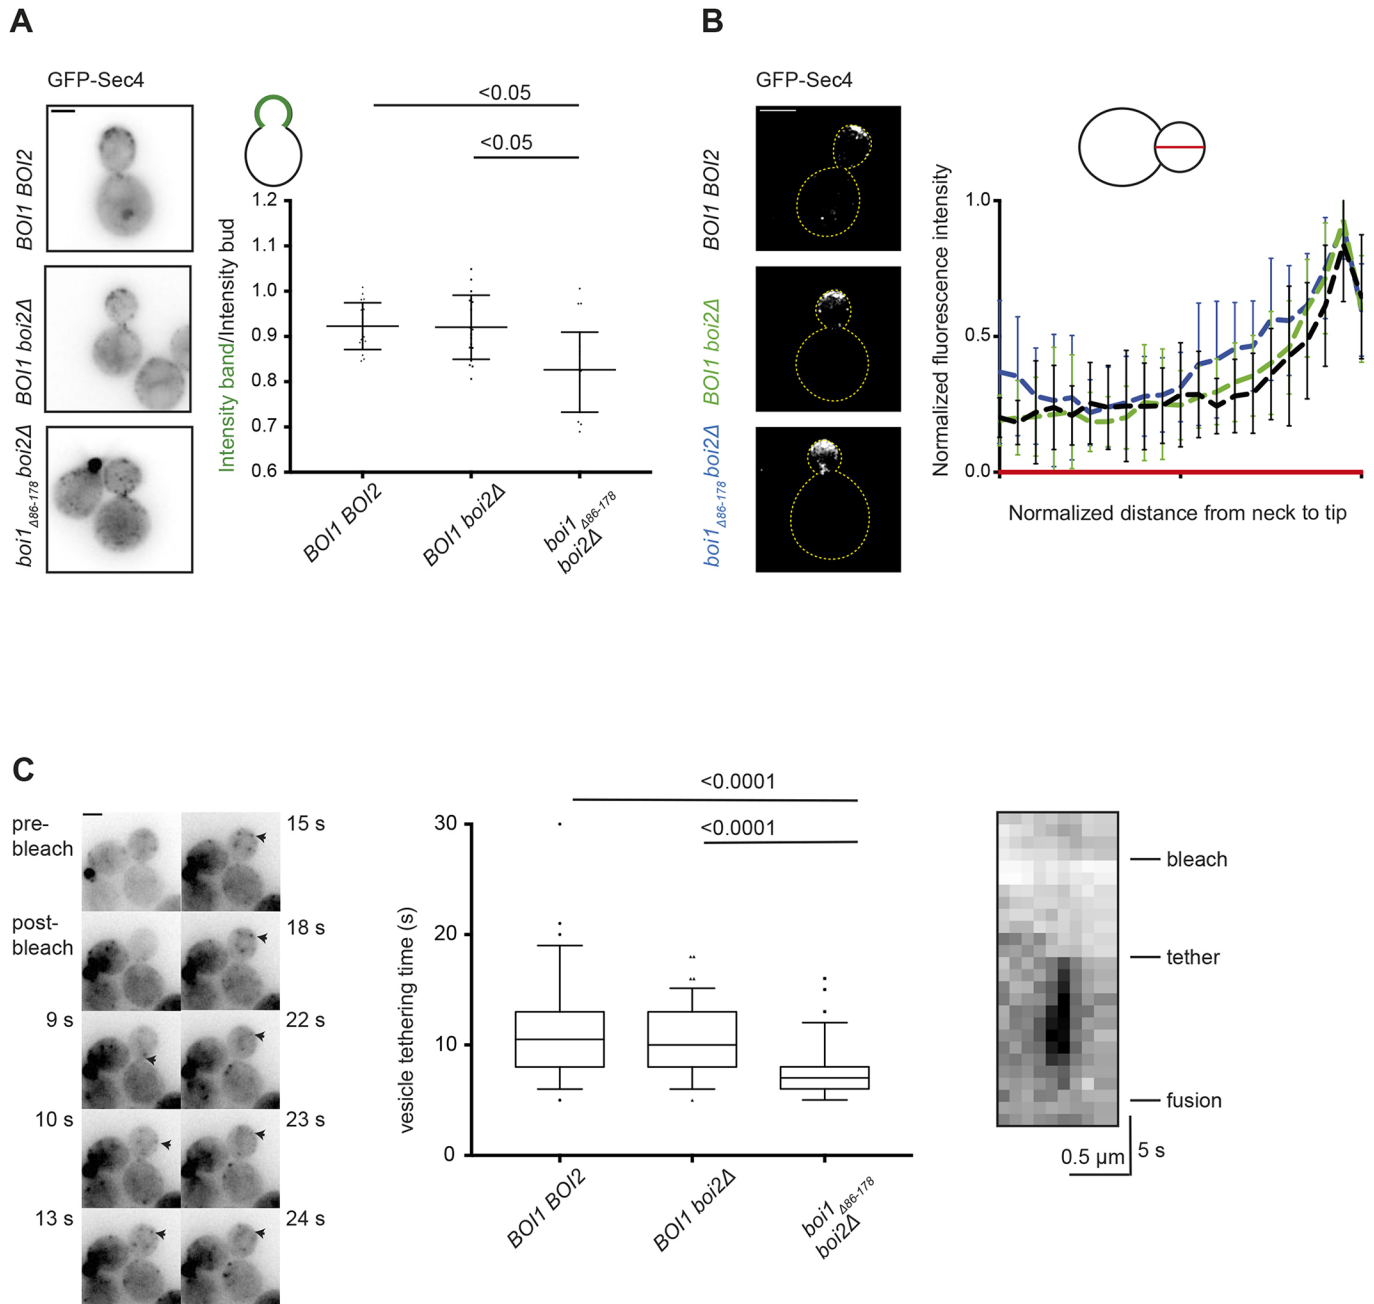 A
GFP-Sec4
BOI1 BOI2
BOI1 boi2Δ
boi1Δ86-178 boi2Δ
<0.05
<0.05
Intensity band/Intensity bud
1.2
1.1
1.0
0.9
0.8
0.7
0.6
BOI1 BOI2
BOI1 boi2Δ
boi1 Δ86-178
boi2Δ
B
GFP-Sec4
BOI1 BOI2
BOI1 boi2Δ
boi1Δ86-178 boi2Δ
Normalized fluorescence intensity
1.0
0.5
0.0
Normalized distance from neck to tip
C
pre-
bleach
post-
bleach
9 s
10 s
13 s
15 s
18 s
22 s
23 s
24 s
<0.0001
<0.0001
vesicle tethering time (s)
30
20
10
0
BOI1 BOI2
BOI1 boi2Δ
boi1 Δ86-178
boi2Δ
bleach
tether
fusion
5 s
0.5 µm